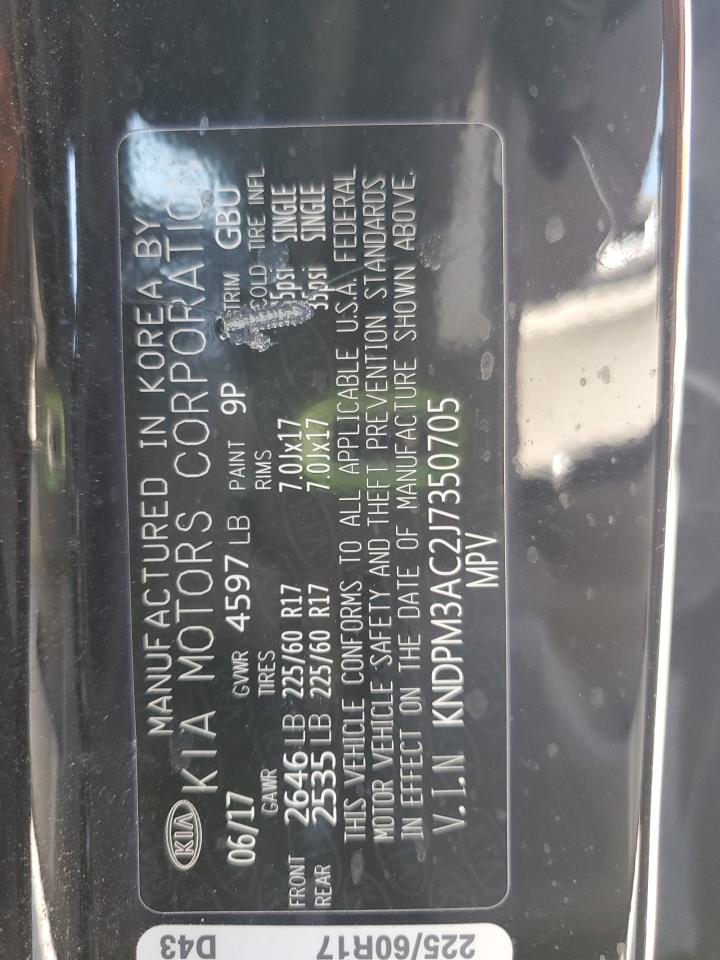 KIA
MANUFACTURED IN KOREA BY
KIA MOTORS CORPORATION
06/17 GVWR 4597 LB PAINT 9P TRIM GBU
GAWR TIRES RIMS COLD TIRE INFL
FRONT 2646 LB 225/60 R17 7.0Jx17 5psi SINGLE
REAR 2535 LB 225/60 R17 7.0Jx17 35psi SINGLE
THIS VEHICLE CONFORMS TO ALL APPLICABLE U.S.A. FEDERAL
MOTOR VEHICLE SAFETY AND THEFT PREVENTION STANDARDS
IN EFFECT ON THE DATE OF MANUFACTURE SHOWN ABOVE.
V.I.N KNDPM3AC2J7350705
MPV
225/60R17 D43